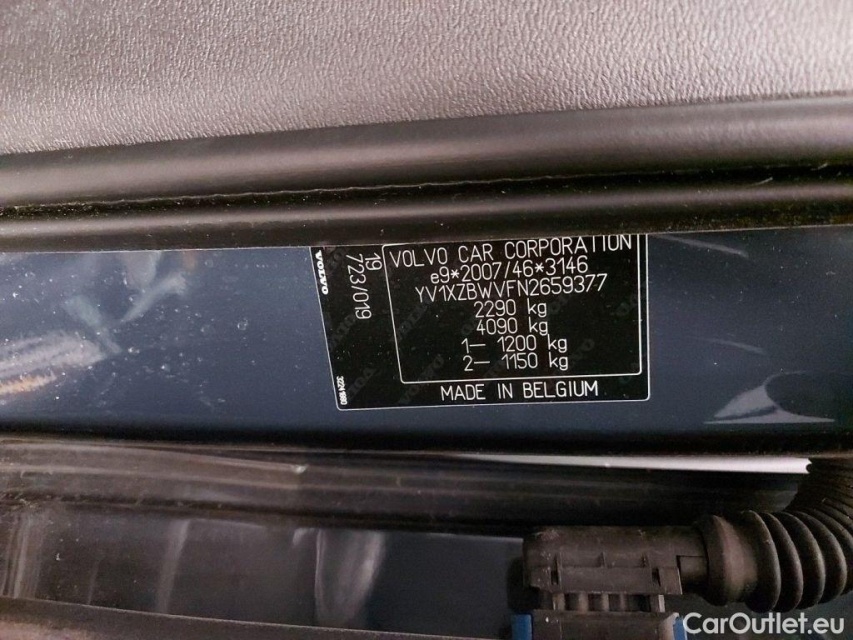 VOLVO CAR CORPORATION
e9*2007/46*3146
YV1XZBWVFN2659377
2290 kg
4090 kg
1— 1200 kg
2— 1150 kg
MADE IN BELGIUM
VOLVO
19
723/019
CarOutlet.eu